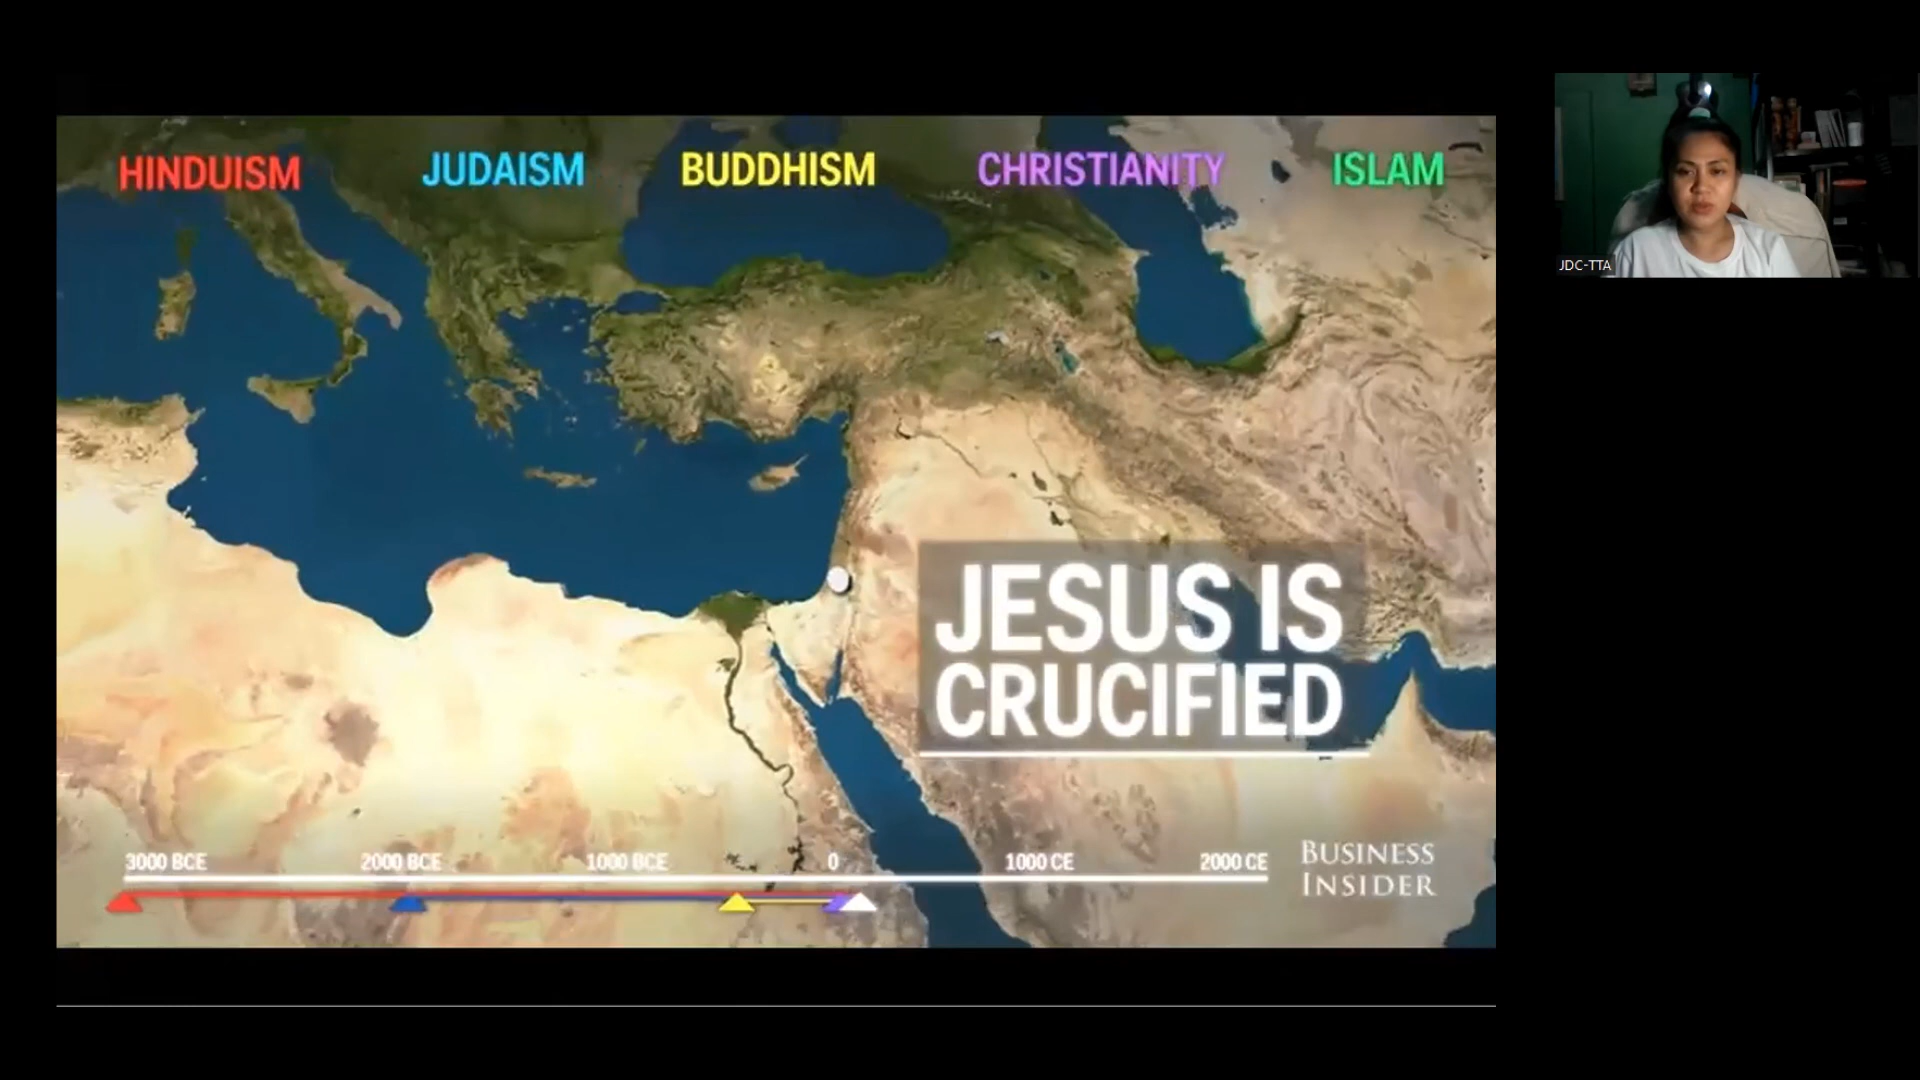 HINDUISM JUDAISM BUDDHISM CHRISTIANITY ISLAM
JDC-TTA
JESUS IS
CRUCIFIED
3000 BCE 2000 BCE 1000 BCE 0 1000 CE 2000 CE
BUSINESS
INSIDER